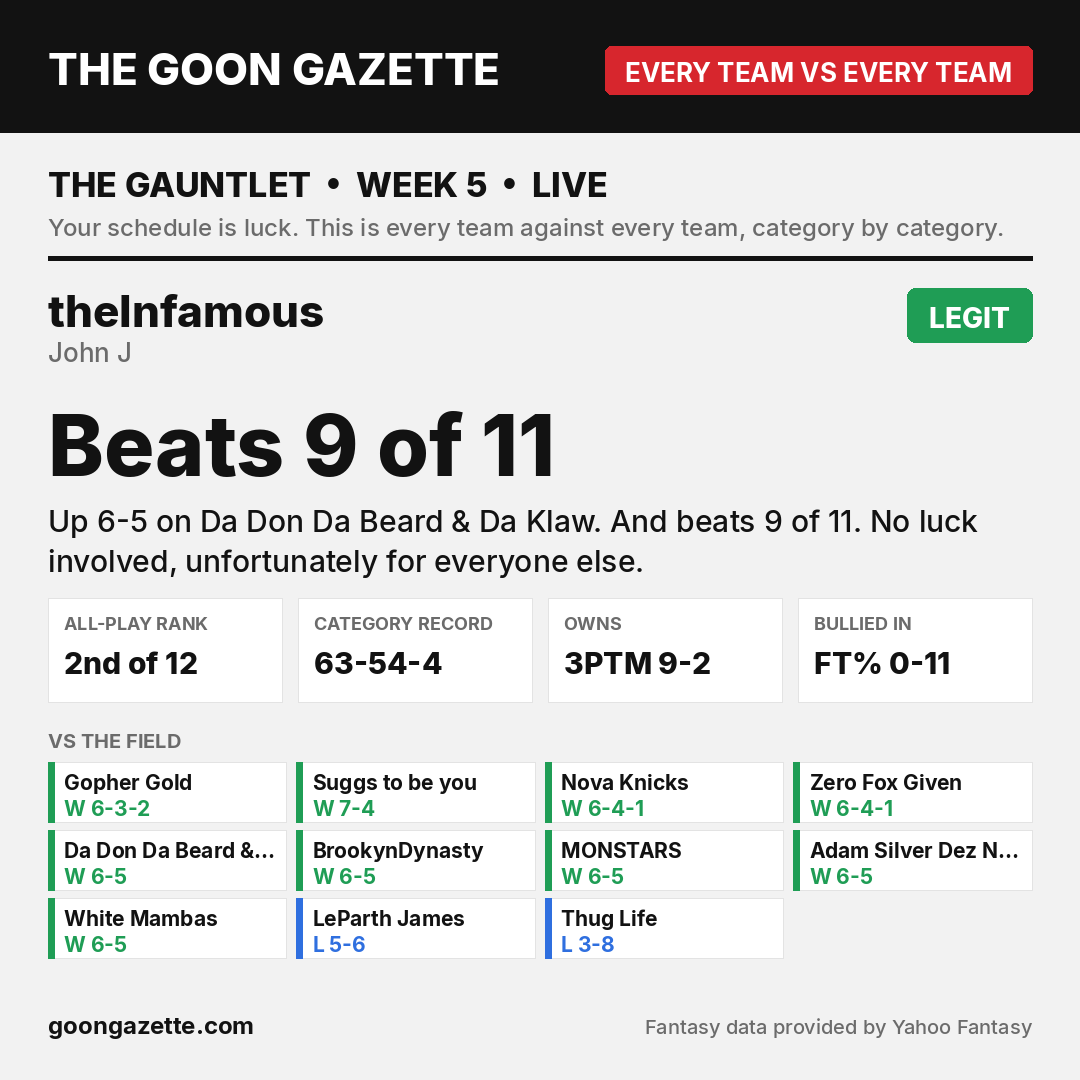 THE GOON GAZETTE
EVERY TEAM VS EVERY TEAM
THE GAUNTLET • WEEK 5 • LIVE
Your schedule is luck. This is every team against every team, category by category.
theInfamous
LEGIT
John J
Beats 9 of 11
Up 6-5 on Da Don Da Beard & Da Klaw. And beats 9 of 11. No luck
involved, unfortunately for everyone else.
ALL-PLAY RANK
2nd of 12
CATEGORY RECORD
63-54-4
OWNS
3PTM 9-2
BULLIED IN
FT% 0-11
VS THE FIELD
Gopher Gold
W 6-3-2
Suggs to be you
W 7-4
Nova Knicks
W 6-4-1
Zero Fox Given
W 6-4-1
Da Don Da Beard &...
W 6-5
BrookynDynasty
W 6-5
MONSTARS
W 6-5
Adam Silver Dez N...
W 6-5
White Mambas
W 6-5
LeParth James
L 5-6
Thug Life
L 3-8
goongazette.com
Fantasy data provided by Yahoo Fantasy